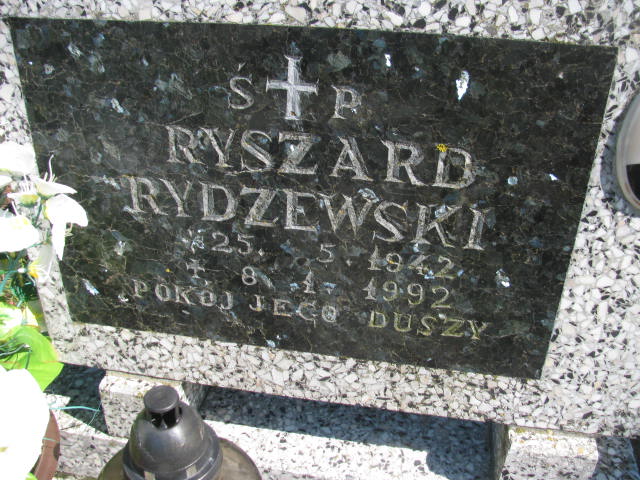 Ś P
RYSZARD
RYDZEWSKI
* 25. 5. 1942
+ 8. 1. 1992
POKÓJ JEGO DUSZY